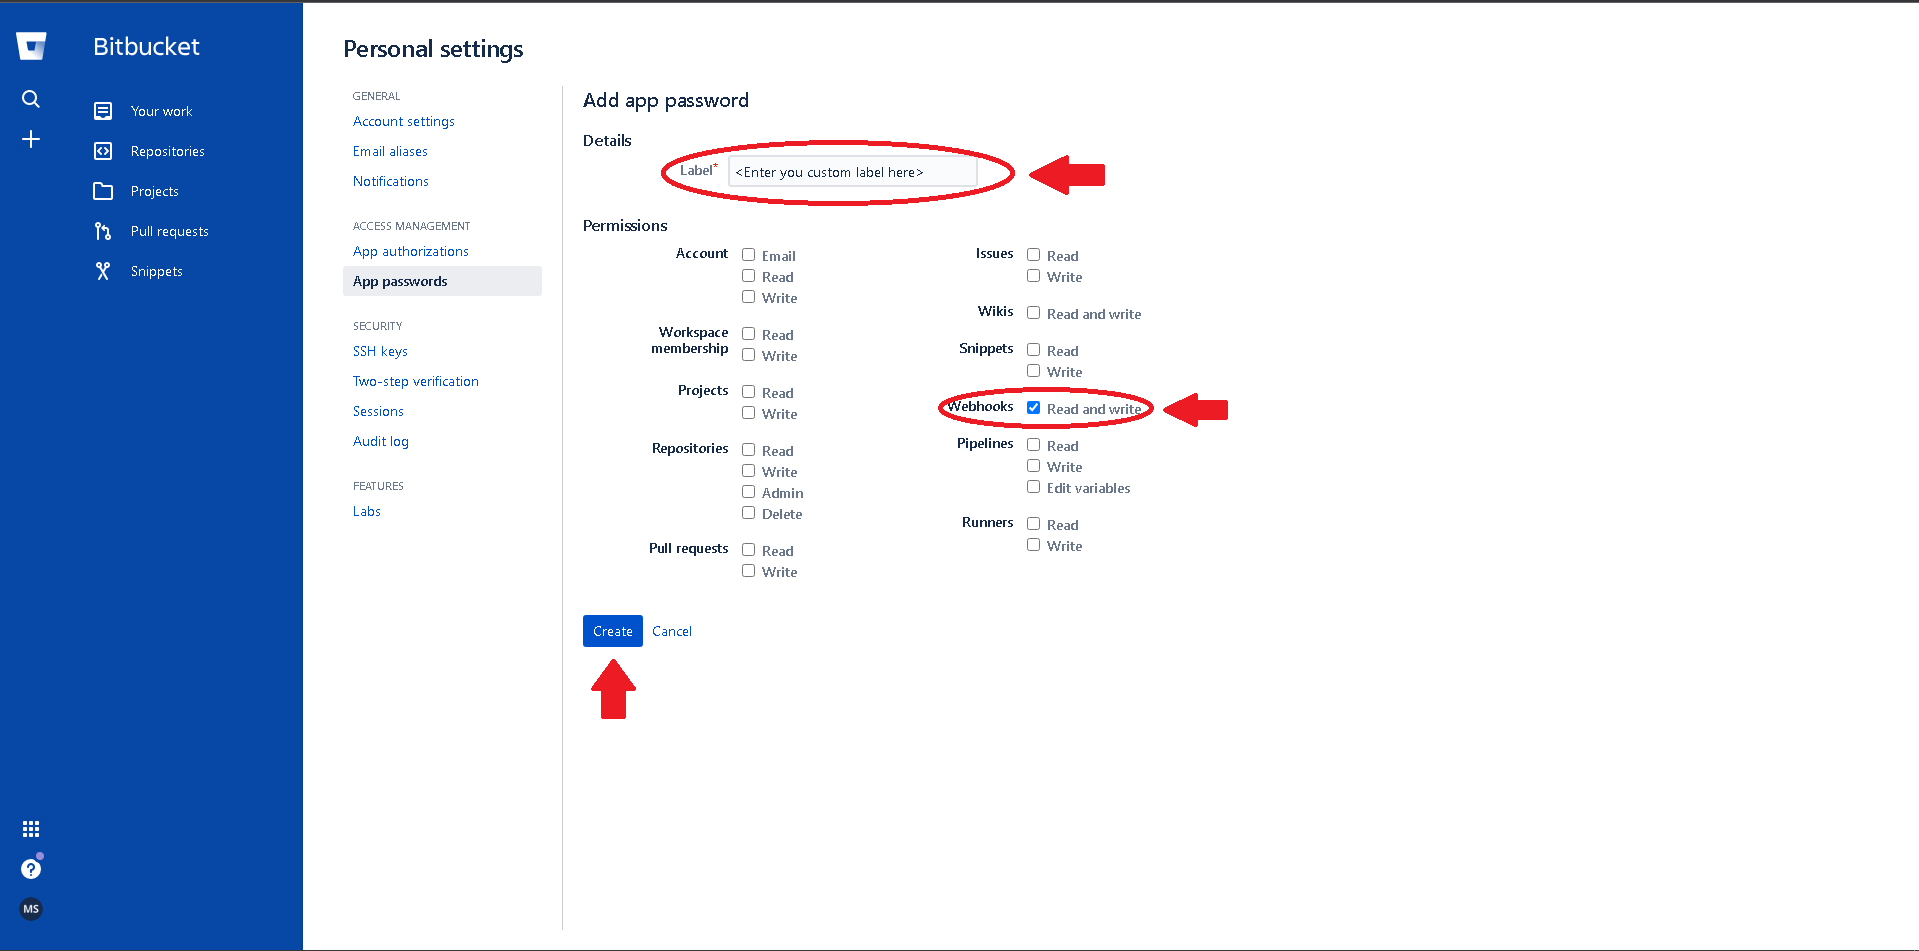 Bitbucket
Your work
Repositories
Projects
Pull requests
Snippets
?
MS
Personal settings
GENERAL
Account settings
Email aliases
Notifications
ACCESS MANAGEMENT
App authorizations
App passwords
SECURITY
SSH keys
Two-step verification
Sessions
Audit log
FEATURES
Labs
Add app password
Details
Label* <Enter you custom label here>
Permissions
Account Email
Read
Write
Workspace membership Read
Write
Projects Read
Write
Repositories Read
Write
Admin
Delete
Pull requests Read
Write
Issues Read
Write
Wikis Read and write
Snippets Read
Write
Webhooks Read and write
Pipelines Read
Write
Edit variables
Runners Read
Write
Create Cancel